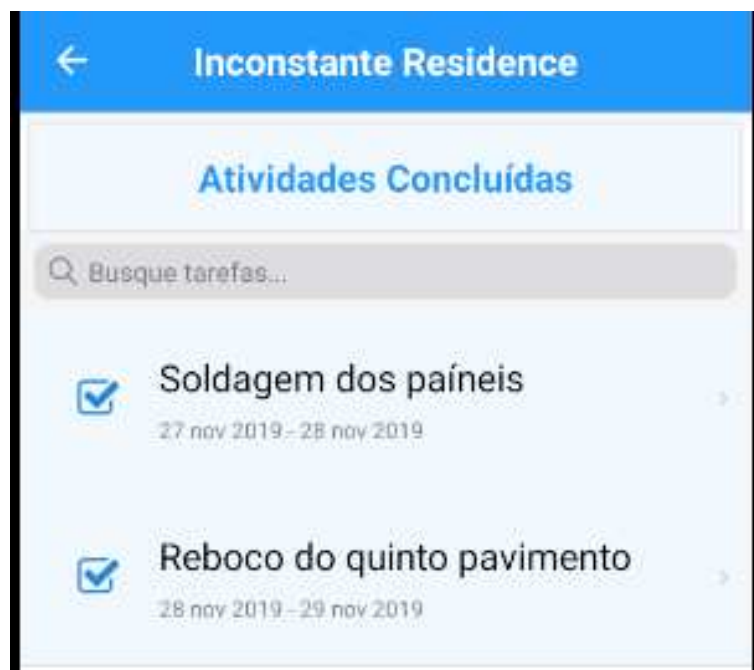 Inconstante Residence
Atividades Concluídas
Busque tarefas...
Soldagem dos paíneis
27 nov 2019 - 28 nov 2019
Reboco do quinto pavimento
28 nov 2019 - 29 nov 2019